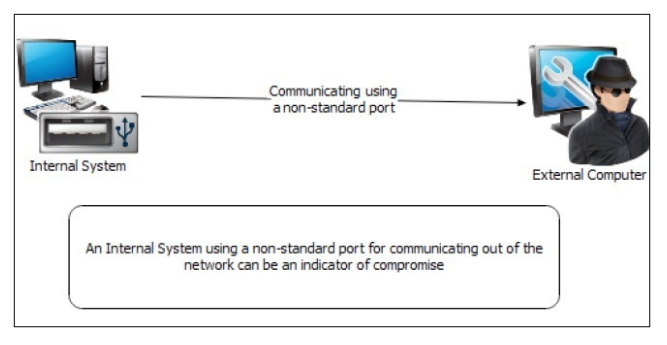 Communicating using
a non-standard port
Internal System
External Computer
An Internal System using a non-standard port for communicating out of the
network can be an indicator of compromise